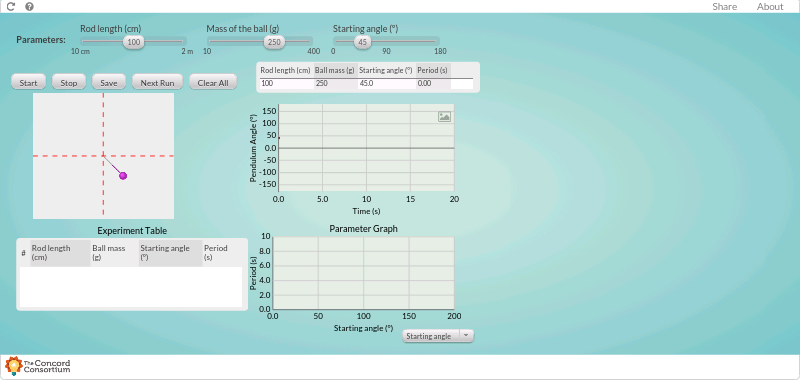 Share About
Parameters:
Rod length (cm)
100
10 cm 2 m
Mass of the ball (g)
250
10 400
Starting angle (º)
45
0 90 180
Start Stop Save Next Run Clear All
Rod length (cm) Ball mass (g) Starting angle (º) Period (s)
100 250 45.0 0.00
Pendulum Angle (º)
150
100
50
0.0
-50
-100
-150
0.0 5.0 10 15 20
Time (s)
Experiment Table
# Rod length (cm) Ball mass (g) Starting angle (º) Period (s)
Parameter Graph
Period (s)
10
8.0
6.0
4.0
2.0
0.0
0.0 50 100 150 200
Starting angle (º)
Starting angle
The Concord
Consortium